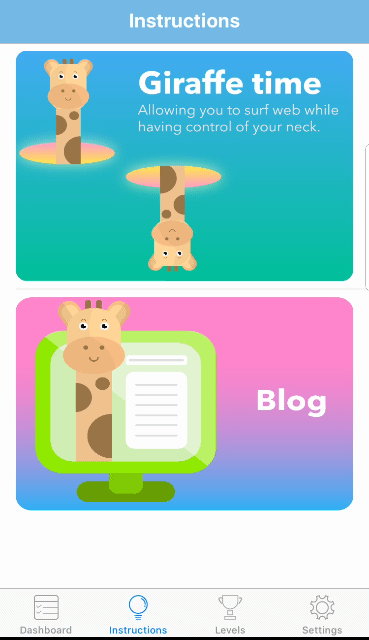 Instructions
Giraffe time
Allowing you to surf web while
having control of your neck.
Blog
Dashboard
Instructions
Levels
Settings